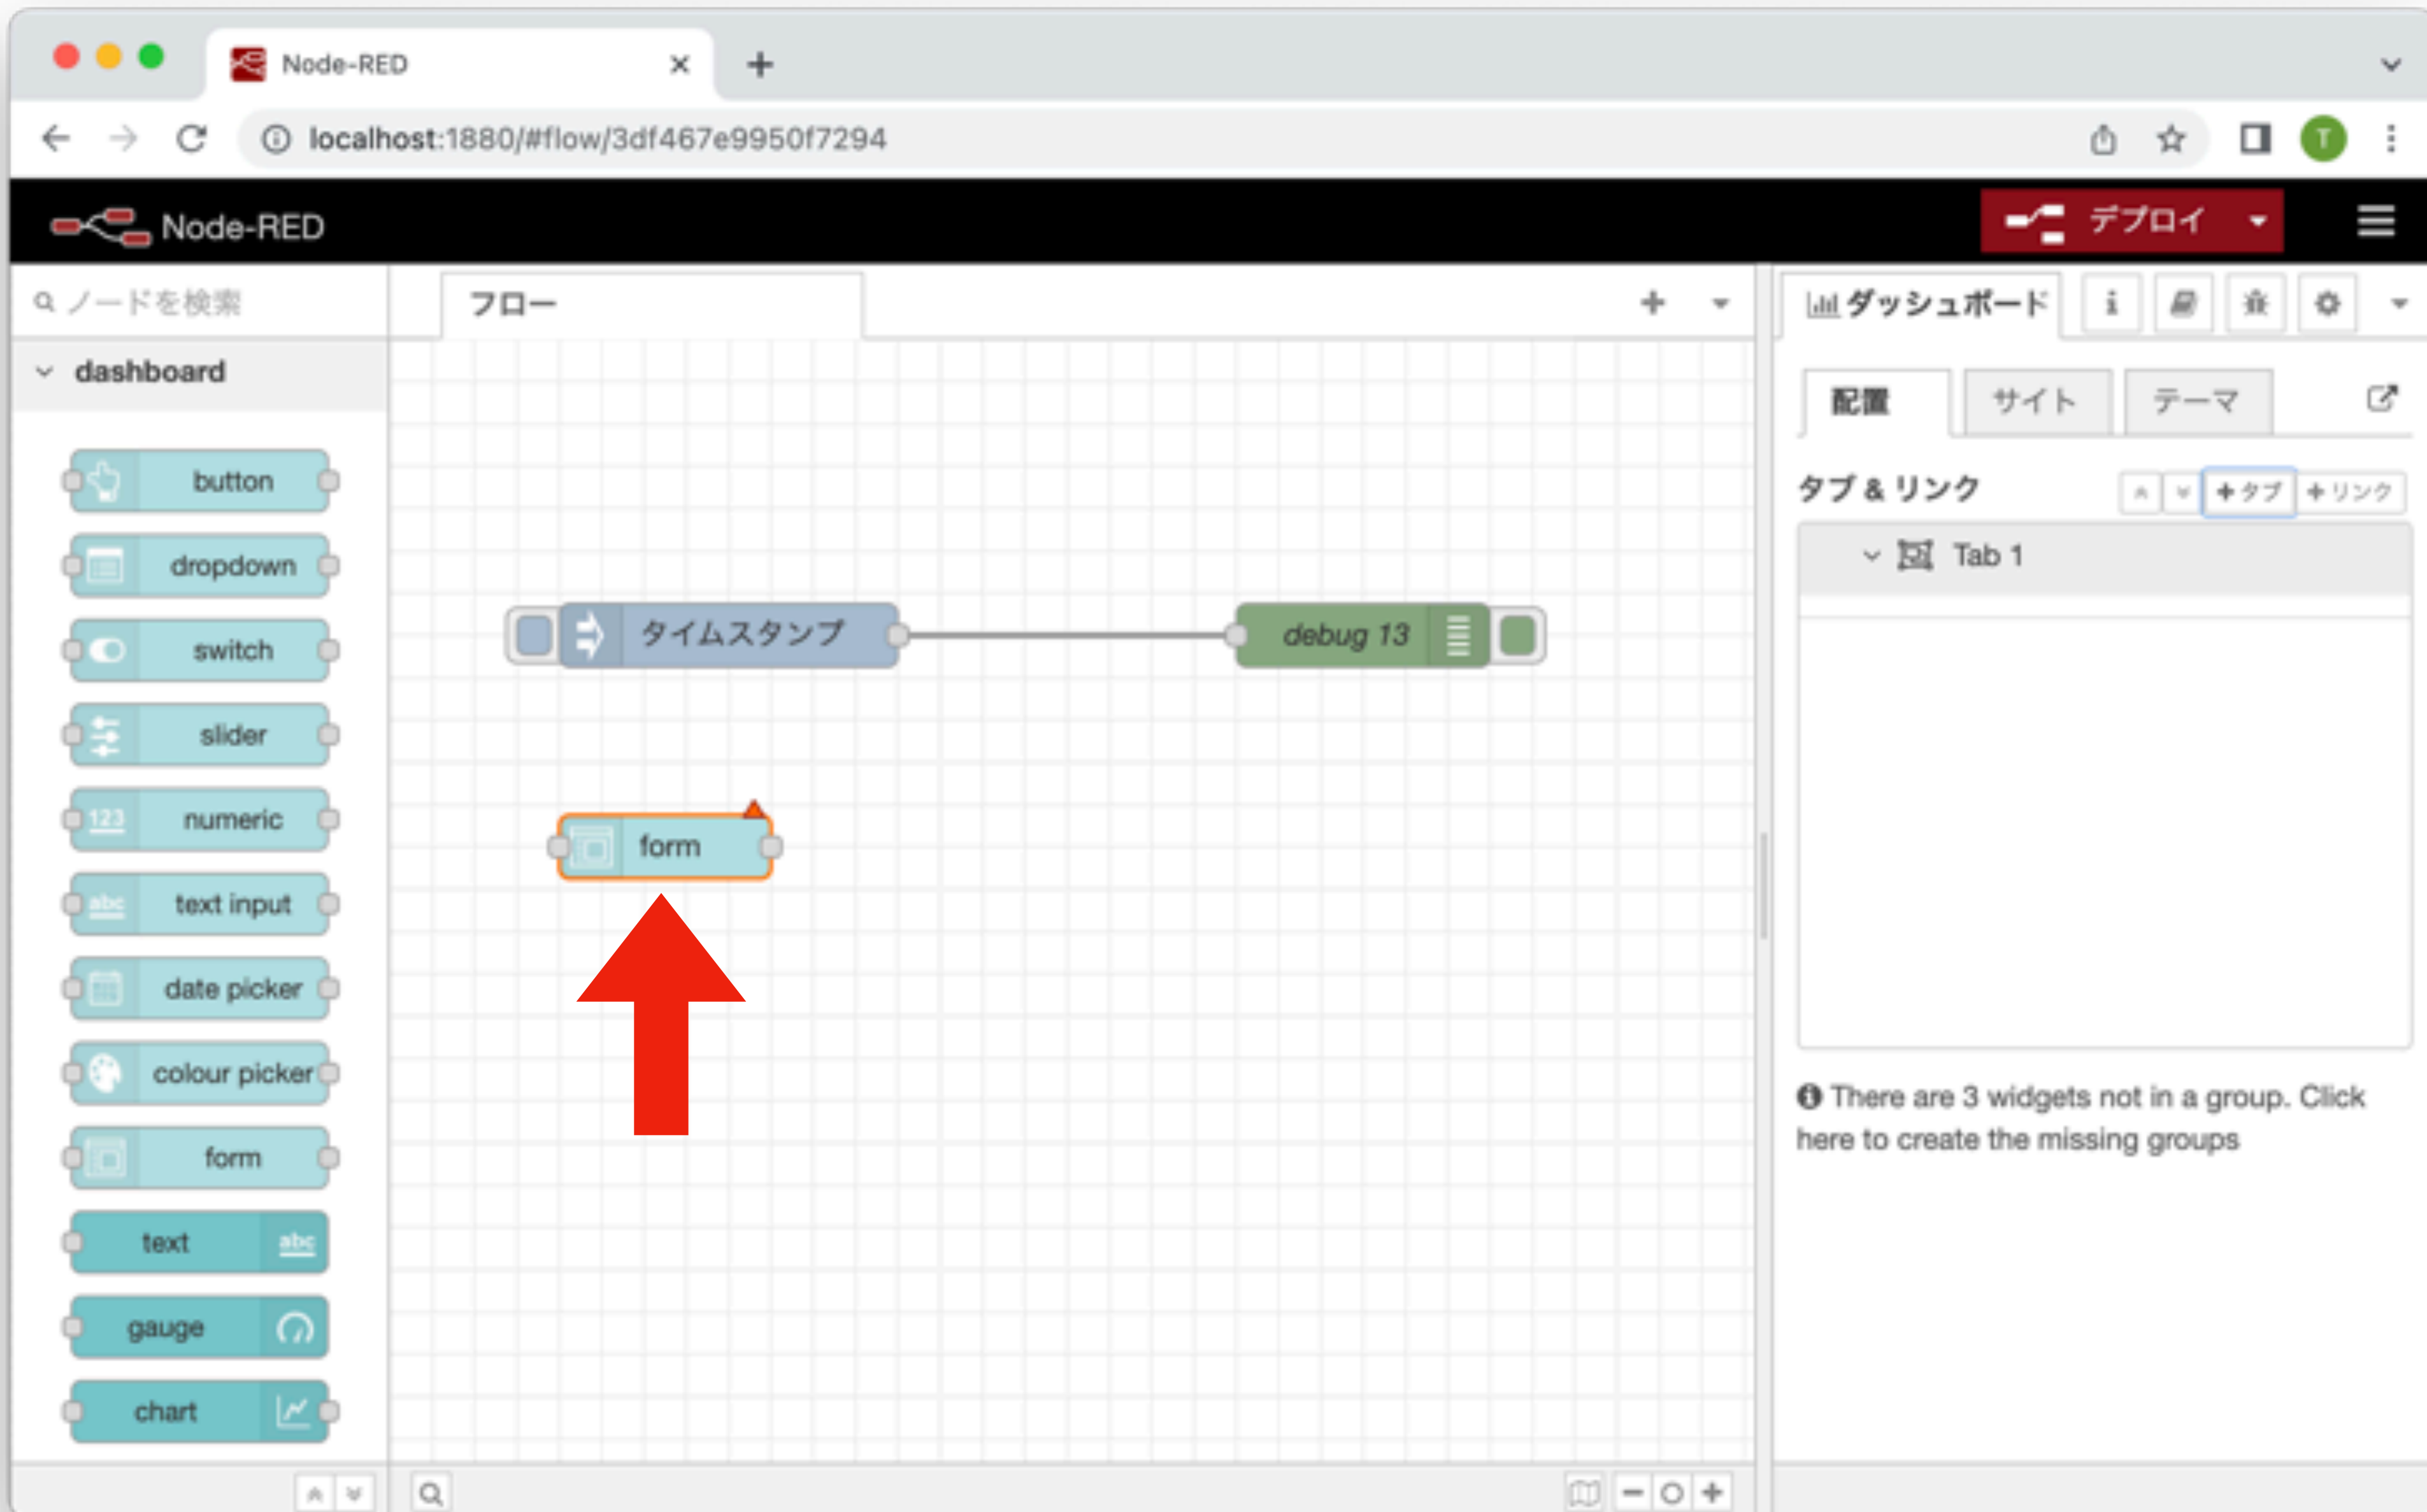 Node-RED
localhost:1880/#flow/3df467e9950f7294
T
Node-RED
デプロイ
ノードを検索
フロー
ダッシュボード
dashboard
配置
サイト
テーマ
タブ & リンク
タブ
リンク
Tab 1
button
dropdown
switch
slider
123
numeric
abc
text input
date picker
colour picker
form
text
abc
gauge
chart
タイムスタンプ
debug 13
form
There are 3 widgets not in a group. Click
here to create the missing groups